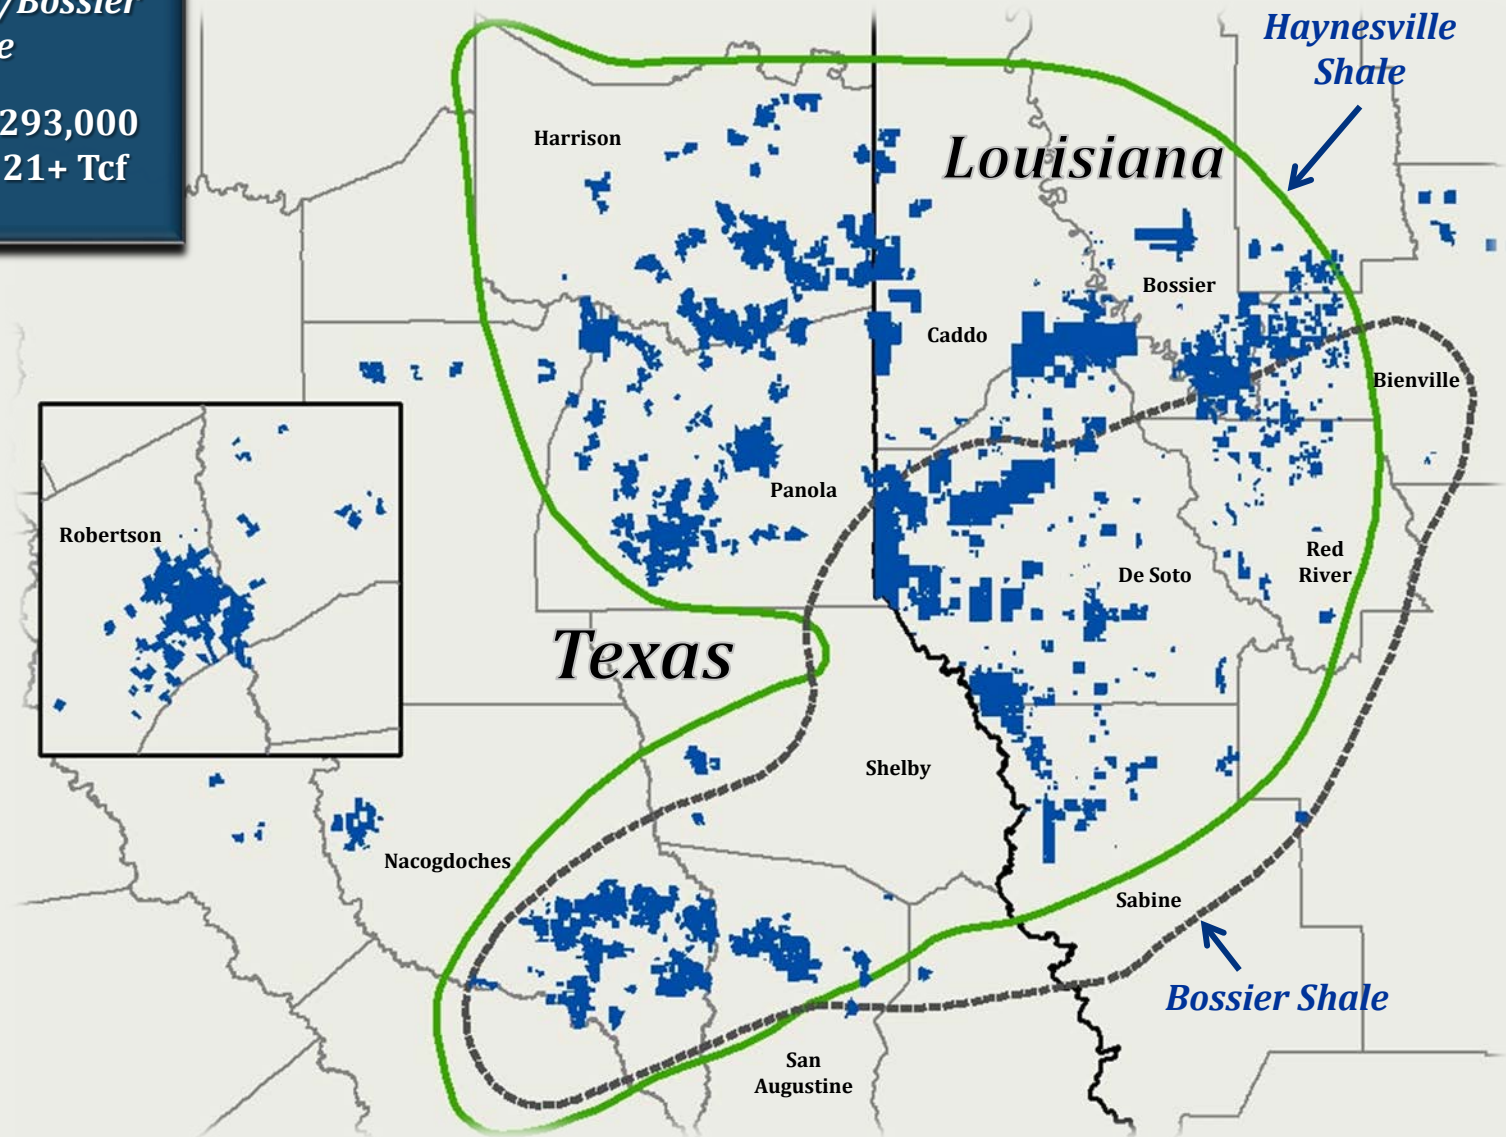 /Bossier
e
293,000
21+ Tcf
Haynesville
Shale
Harrison
Louisiana
Bossier
Caddo
Bienville
Panola
Robertson
Red
River
De Soto
Texas
Shelby
Nacogdoches
Sabine
Bossier Shale
San
Augustine